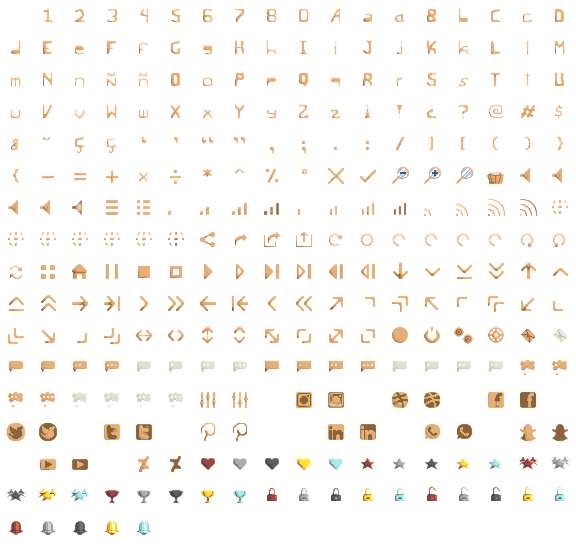 1 2 3 4 5 6 7 8 0 A a a B L C c D
d E e F F G g H h I i J j K k L l M
m N n Ñ ñ O o P P Q q R r S s T t U
u V v W w X x Y y Z z ¡ ! ¿ ? @ # $
& ˘ Ç ç ‘ ’ “ ” , ; . : / ] [ ( ) }
{ − = + × ÷ * ^ % °